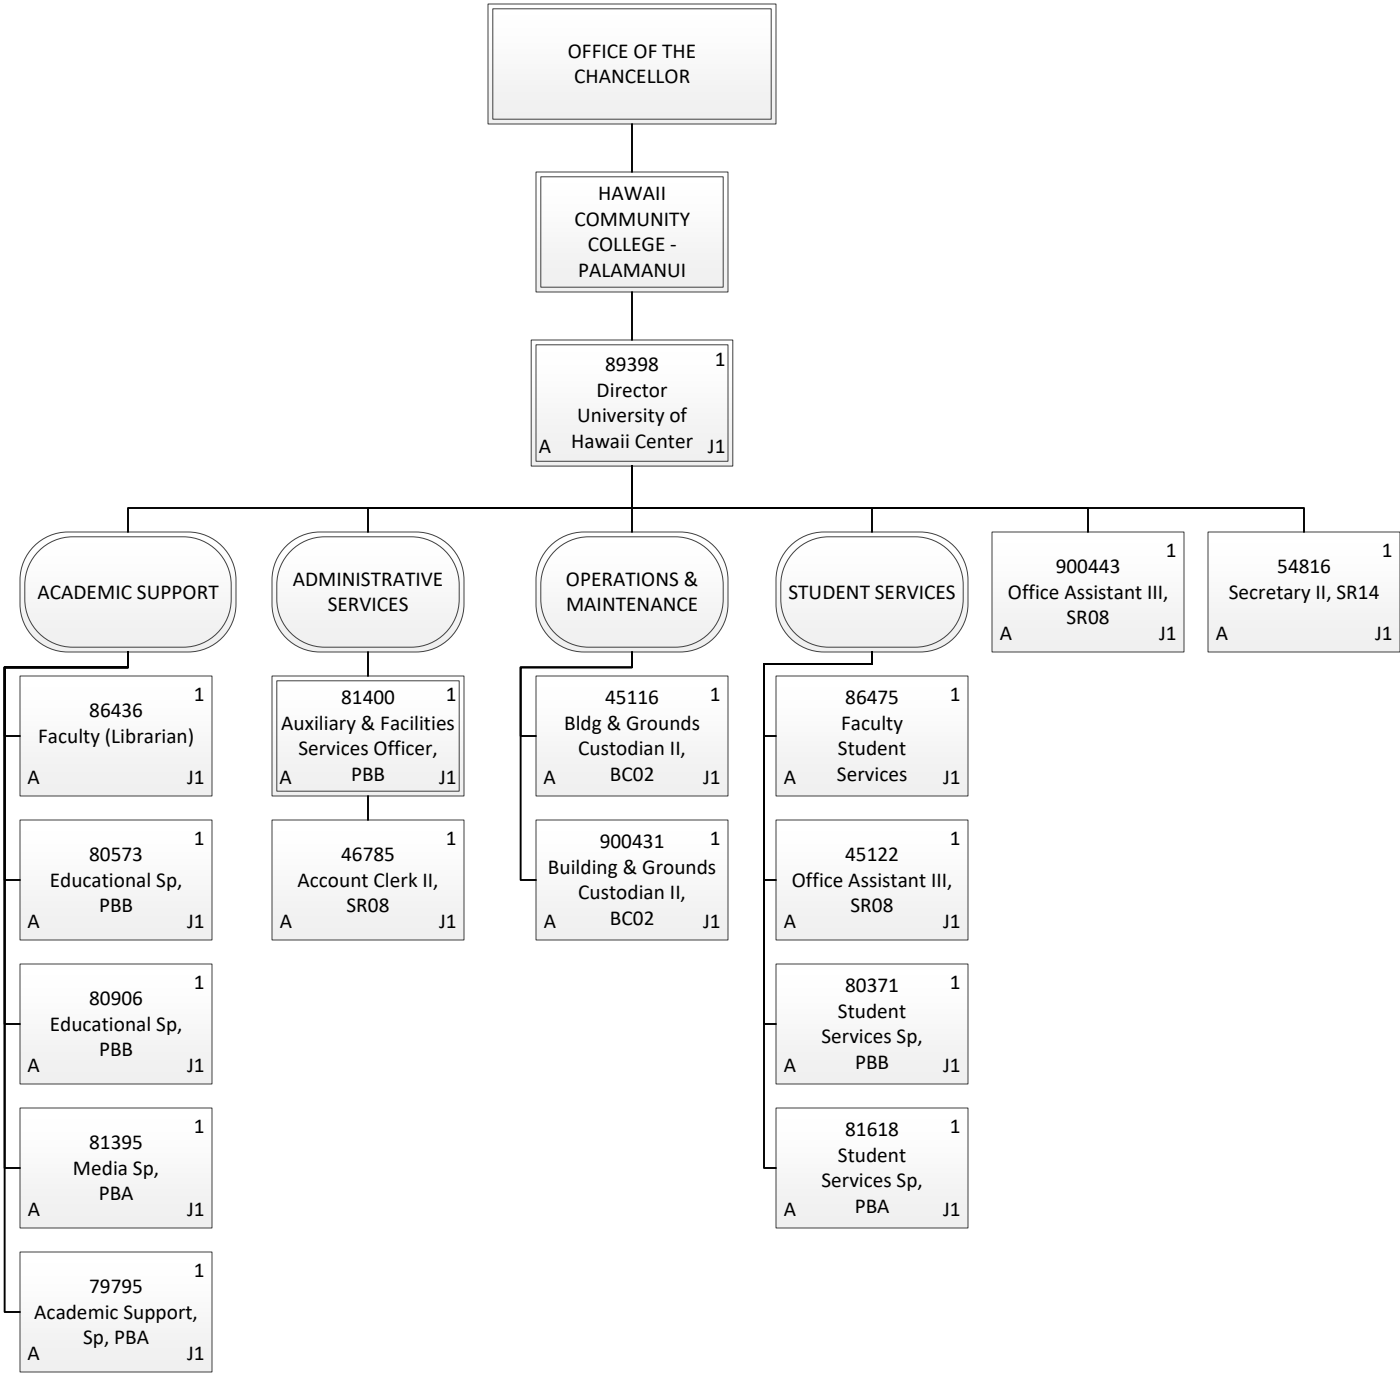 OFFICE OF THE
CHANCELLOR
HAWAII
COMMUNITY
COLLEGE -
PALAMANUI
89398 1
Director
University of
A Hawaii Center J1
ACADEMIC SUPPORT
ADMINISTRATIVE
SERVICES
OPERATIONS &
MAINTENANCE
STUDENT SERVICES
1
900443
Office Assistant III,
SR08
A J1
1
54816
Secretary II, SR14
A J1
86436 1
Faculty (Librarian)
A J1
1
80573
Educational Sp,
PBB
A J1
1
80906
Educational Sp,
PBB
A J1
1
81395
Media Sp,
PBA
A J1
1
79795
Academic Support,
Sp, PBA
A J1
81400 1
Auxiliary & Facilities
Services Officer,
A PBB J1
1
46785
Account Clerk II,
SR08
A J1
45116 1
Bldg & Grounds
Custodian II,
A BC02 J1
900431 1
Building & Grounds
Custodian II,
A BC02 J1
86475 1
Faculty
Student
A Services J1
1
45122
Office Assistant III,
SR08
A J1
80371 1
Student
Services Sp,
A PBB J1
81618 1
Student
Services Sp,
A PBA J1